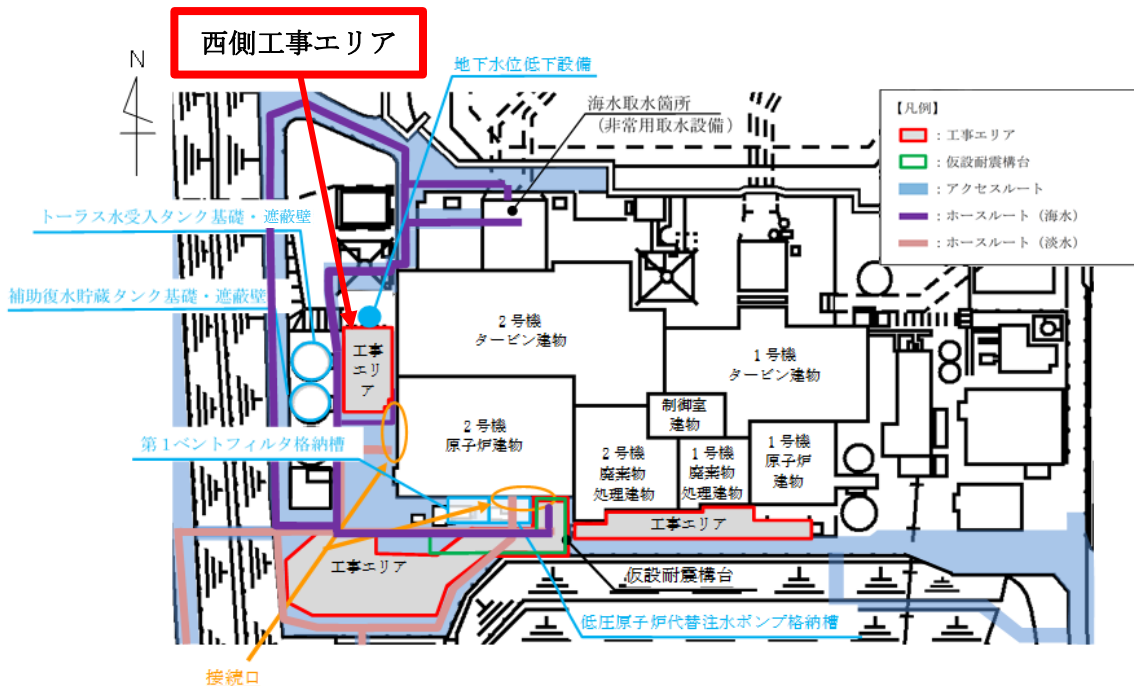 西側工事エリア
N
地下水位低下設備
海水取水箇所
(非常用取水設備)
【凡例】
：工事エリア
：仮設耐震構台
：アクセスルート
：ホースルート（海水）
：ホースルート（淡水）
トーラス水受入タンク基礎・遮蔽壁
補助復水貯蔵タンク基礎・遮蔽壁
工事
エリ
ア
2号機
タービン建物
1号機
タービン建物
制御室
建物
2号機
原子炉建物
第1ベントフィルタ格納槽
2号機
廃棄物
処理建物
1号機
廃棄物
処理建物
1号機
原子炉
建物
工事エリア
工事エリア
仮設耐震構台
低圧原子炉代替注水ポンプ格納槽
接続口